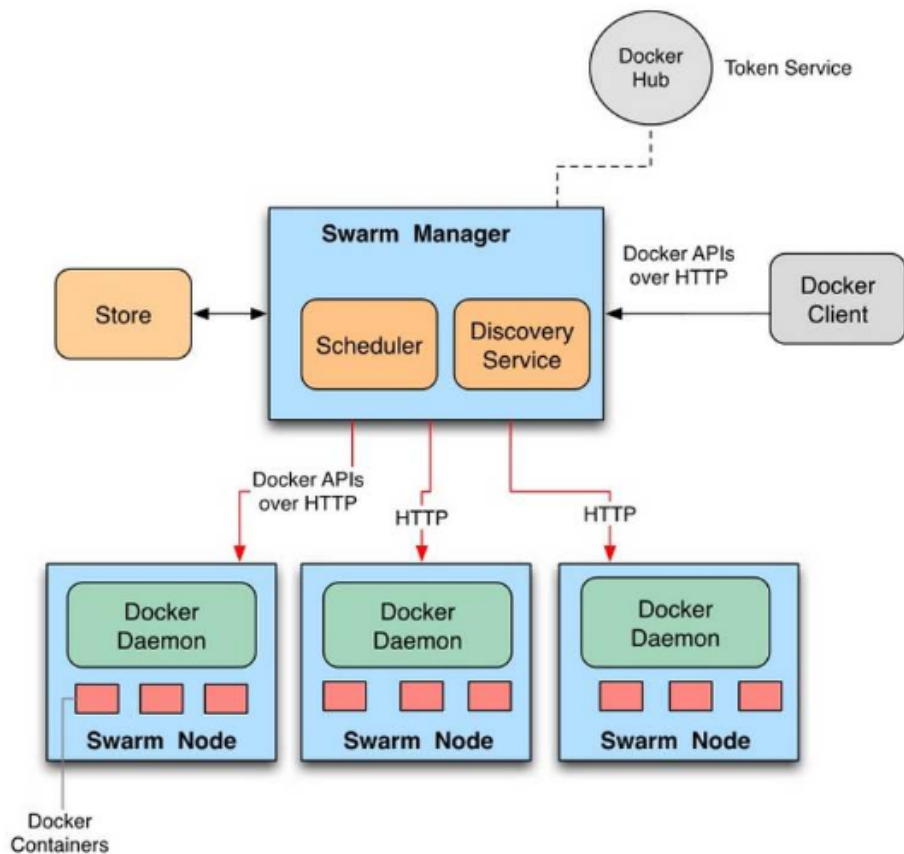 Docker
Hub
Token Service
Swarm Manager
Docker APIs
over HTTP
Store
Scheduler
Discovery
Service
Docker
Client
Docker APIs
over HTTP
HTTP
HTTP
Docker
Daemon
Docker
Daemon
Docker
Daemon
Swarm Node
Swarm Node
Swarm Node
Docker
Containers